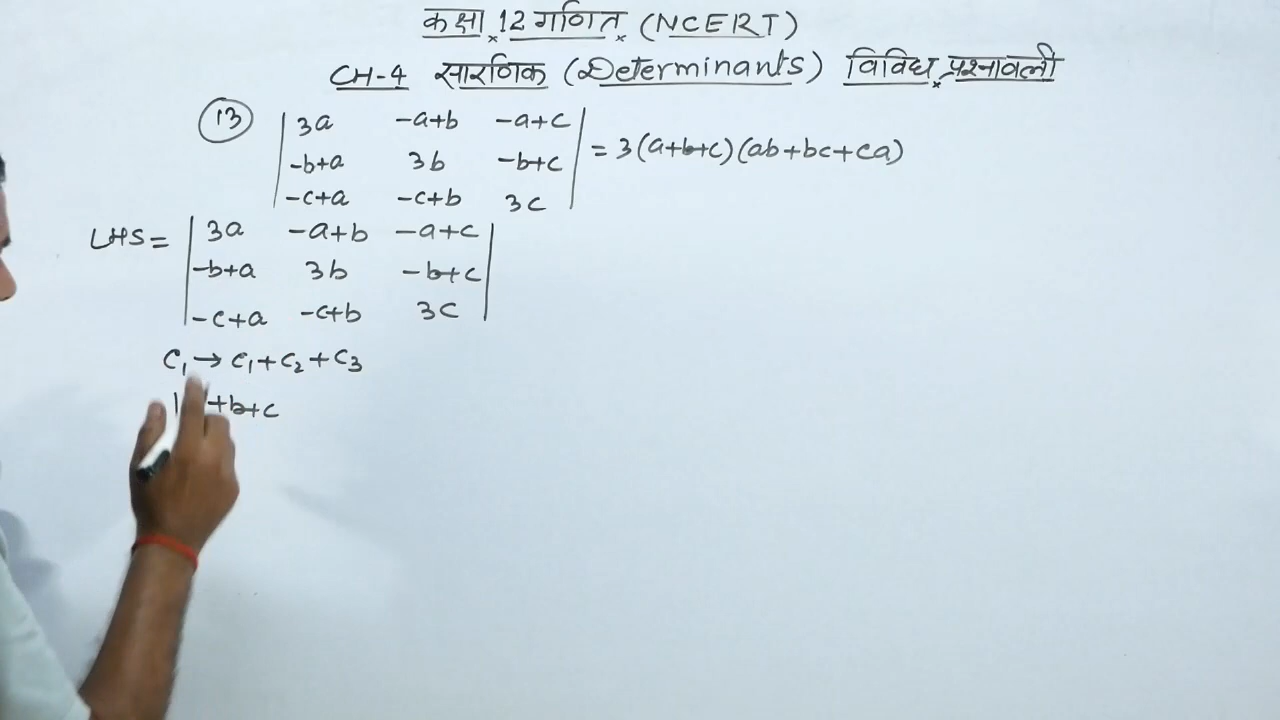 कक्षा 12 गणित (NCERT)
CH-4 सारणिक (Determinants) विविध प्रश्नावली
13 | 3a -a+b -a+c |
| -b+a 3b -b+c | = 3(a+b+c)(ab+bc+ca)
| -c+a -c+b 3c |
LHS = | 3a -a+b -a+c |
| -b+a 3b -b+c |
| -c+a -c+b 3c |
C₁ → C₁+C₂+C₃
+b+c